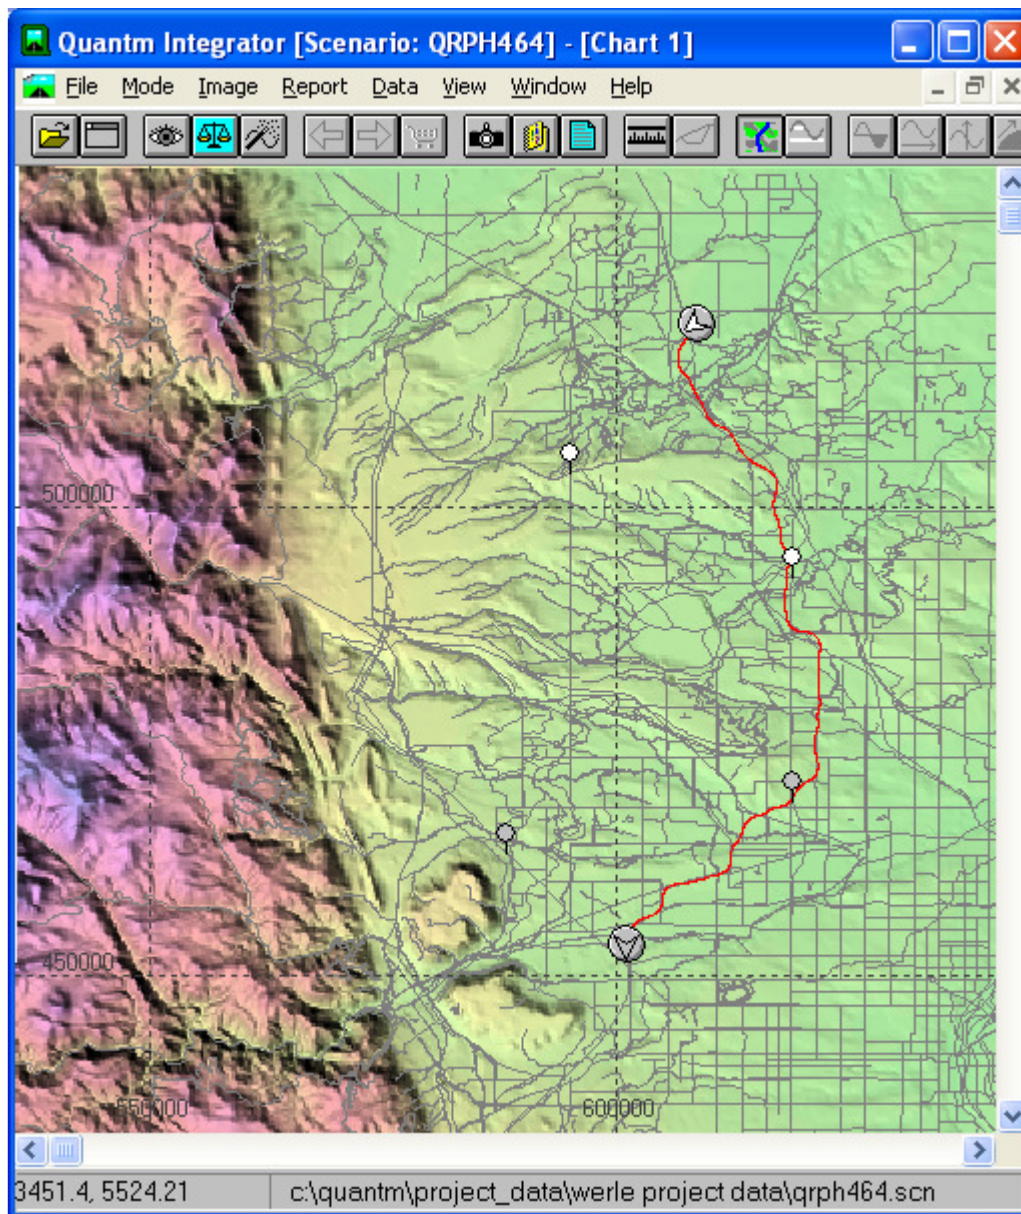 Quantm Integrator [Scenario: QRPH464] - [Chart 1]
File Mode Image Report Data View Window Help
500000
450000
550000 600000
3451.4, 5524.21 c:\quantm\project_data\werle project data\qrph464.scn